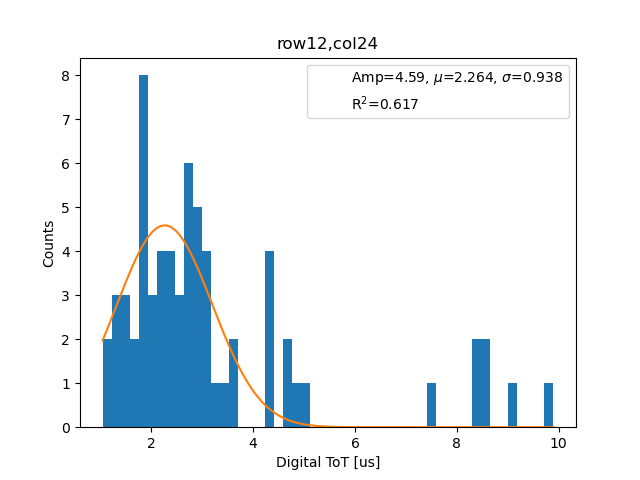 row12,col24
Amp=4.59, μ=2.264, σ=0.938
R²=0.617
Counts
8
7
6
5
4
3
2
1
0
2 4 6 8 10
Digital ToT [us]